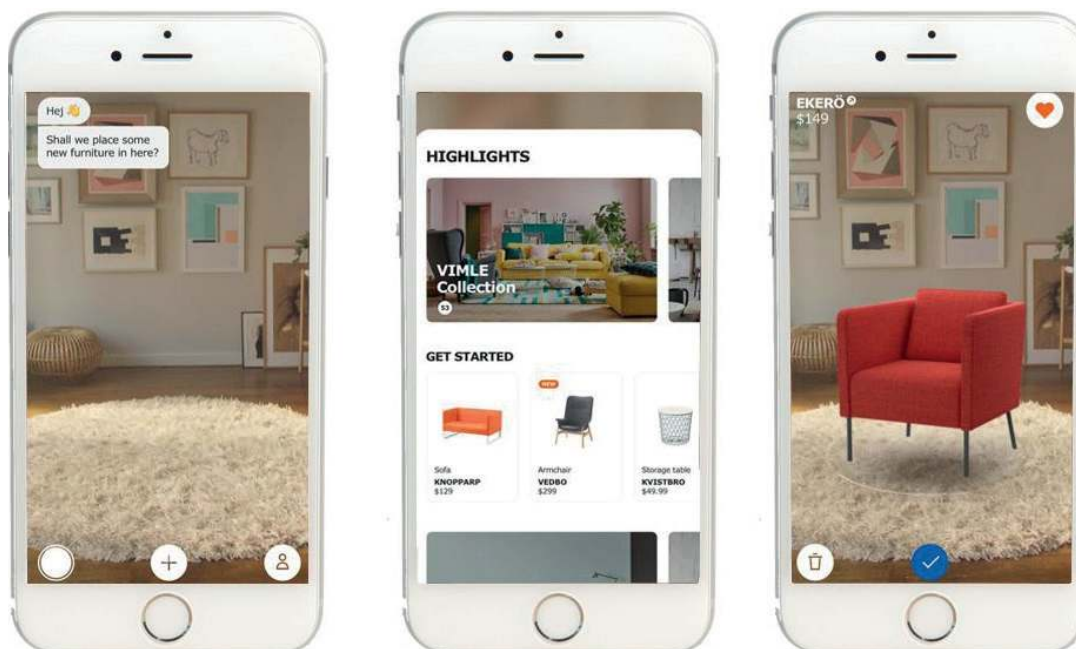 Hej 👋
Shall we place some
new furniture in here?
HIGHLIGHTS
VIMLE
Collection
53
GET STARTED
NEW
Sofa
KNOPPARP
$129
Armchair
VEDBO
$299
Storage table
KVISTBRO
$49.99
EKERÖ
$149